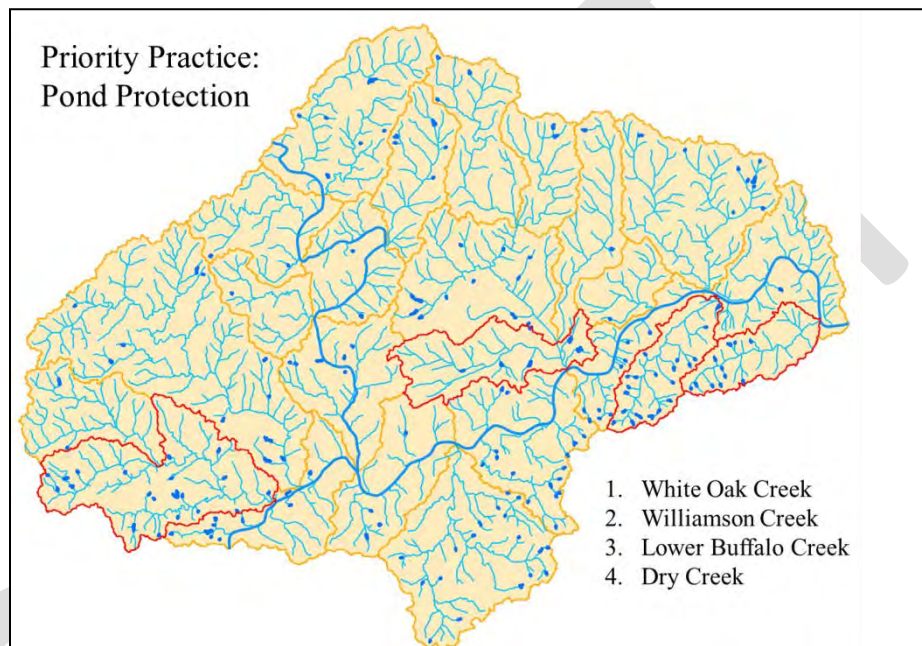 Priority Practice:
Pond Protection
1. White Oak Creek
2. Williamson Creek
3. Lower Buffalo Creek
4. Dry Creek